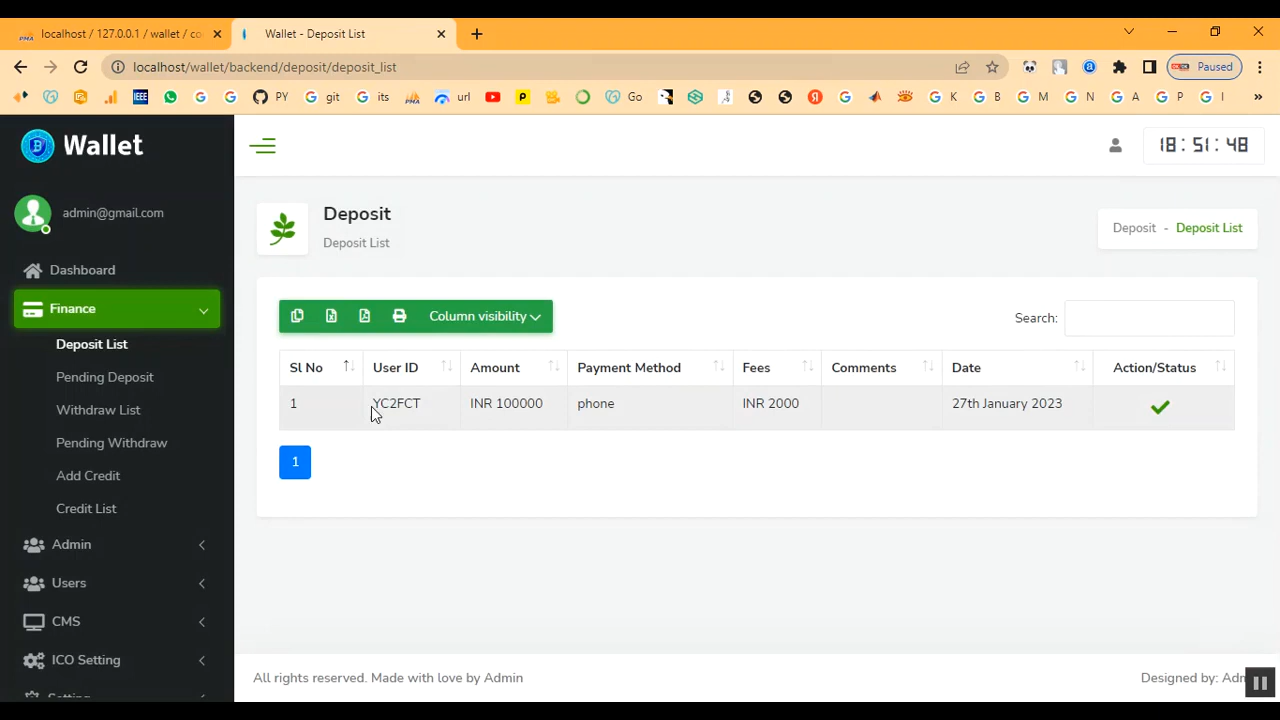 localhost / 127.0.0.1 / wallet / co
Wallet - Deposit List
localhost/wallet/backend/deposit/deposit_list
Paused
PY
git
its
url
Go
K
B
M
N
A
P
I
Wallet
18:51:48
admin@gmail.com
Deposit
Deposit List
Deposit - Deposit List
Dashboard
Finance
Deposit List
Pending Deposit
Withdraw List
Pending Withdraw
Add Credit
Credit List
Admin
Users
CMS
ICO Setting
Setting
Column visibility
Search:
Sl No User ID Amount Payment Method Fees Comments Date Action/Status
1 YC2FCT INR 100000 phone INR 2000 27th January 2023
1
All rights reserved. Made with love by Admin
Designed by: Adm